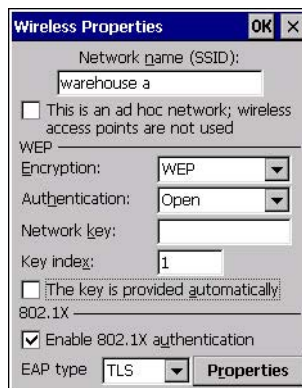 Wireless Properties OK ×
Network name (SSID):
warehouse a
This is an ad hoc network; wireless
access points are not used
WEP
Encryption: WEP
Authentication: Open
Network key:
Key index: 1
The key is provided automatically
802.1X
Enable 802.1X authentication
EAP type TLS Properties